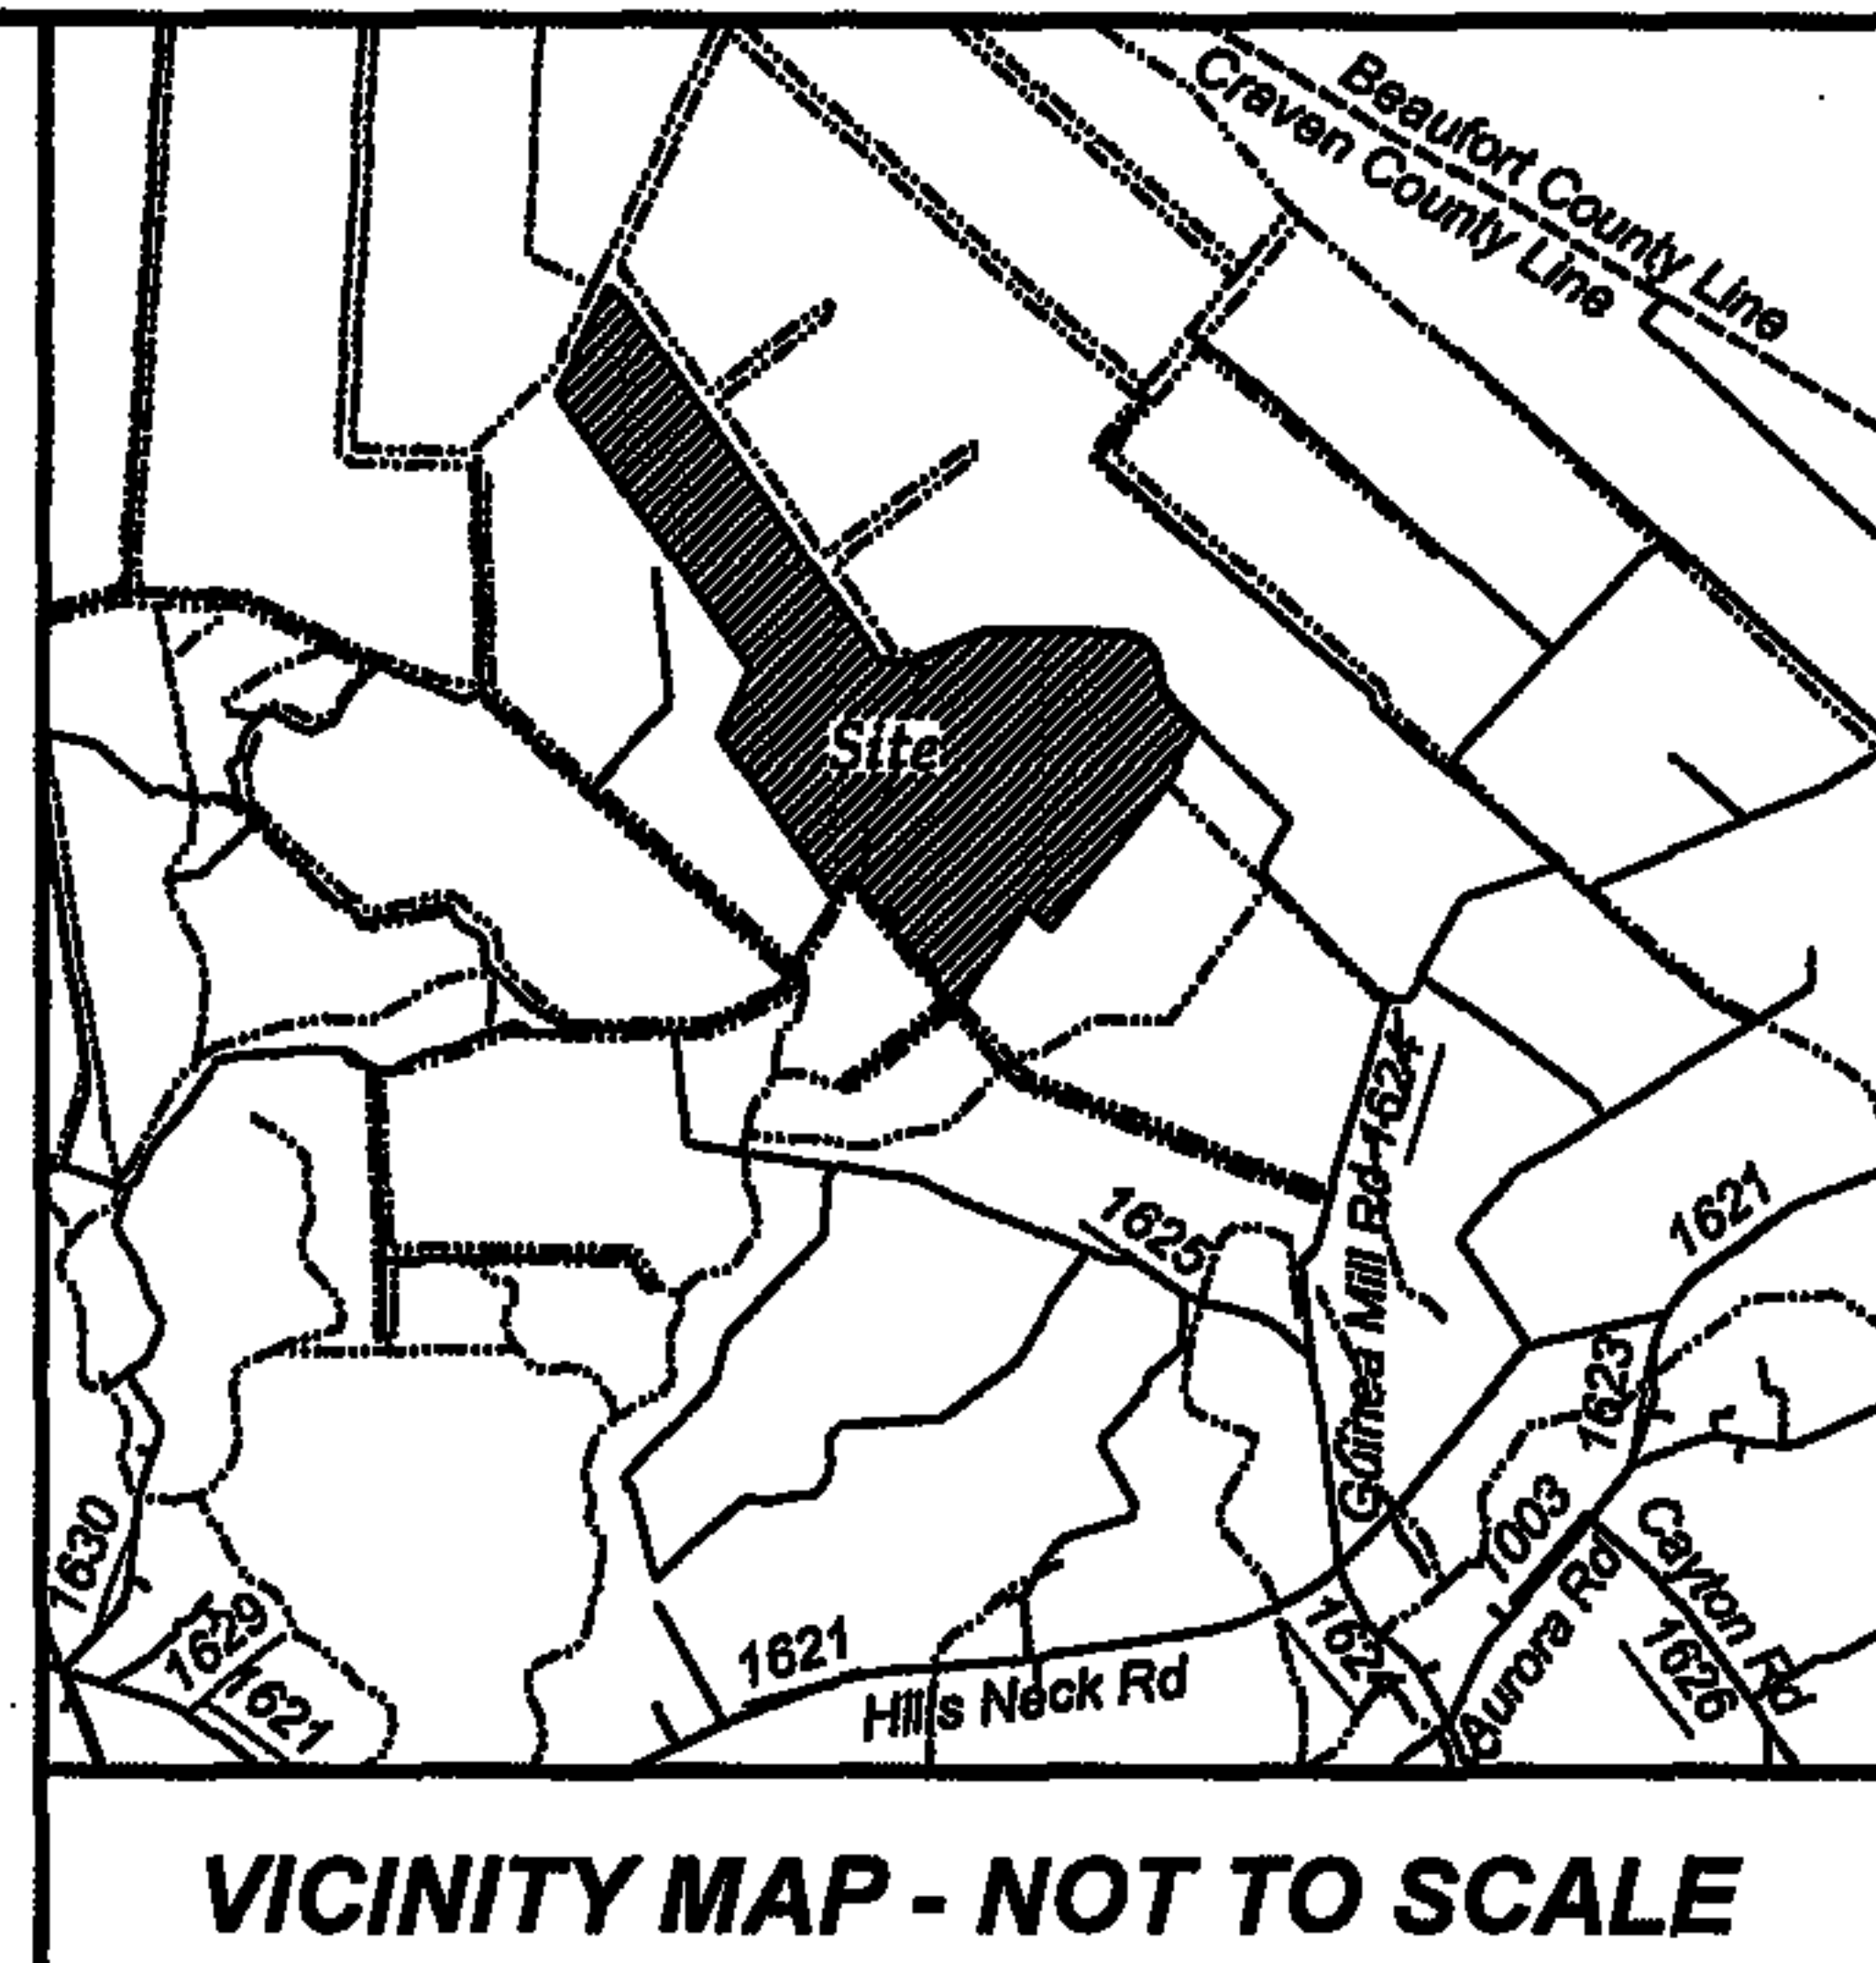 Beaufort County Line
Craven County Line
Site
Guinea Mill Rd 1624
1625
1621
1623
1003
1630
1629
1621
1621
Hills Neck Rd
1624
Aurora Rd
Cayton Rd
1626
VICINITY MAP - NOT TO SCALE